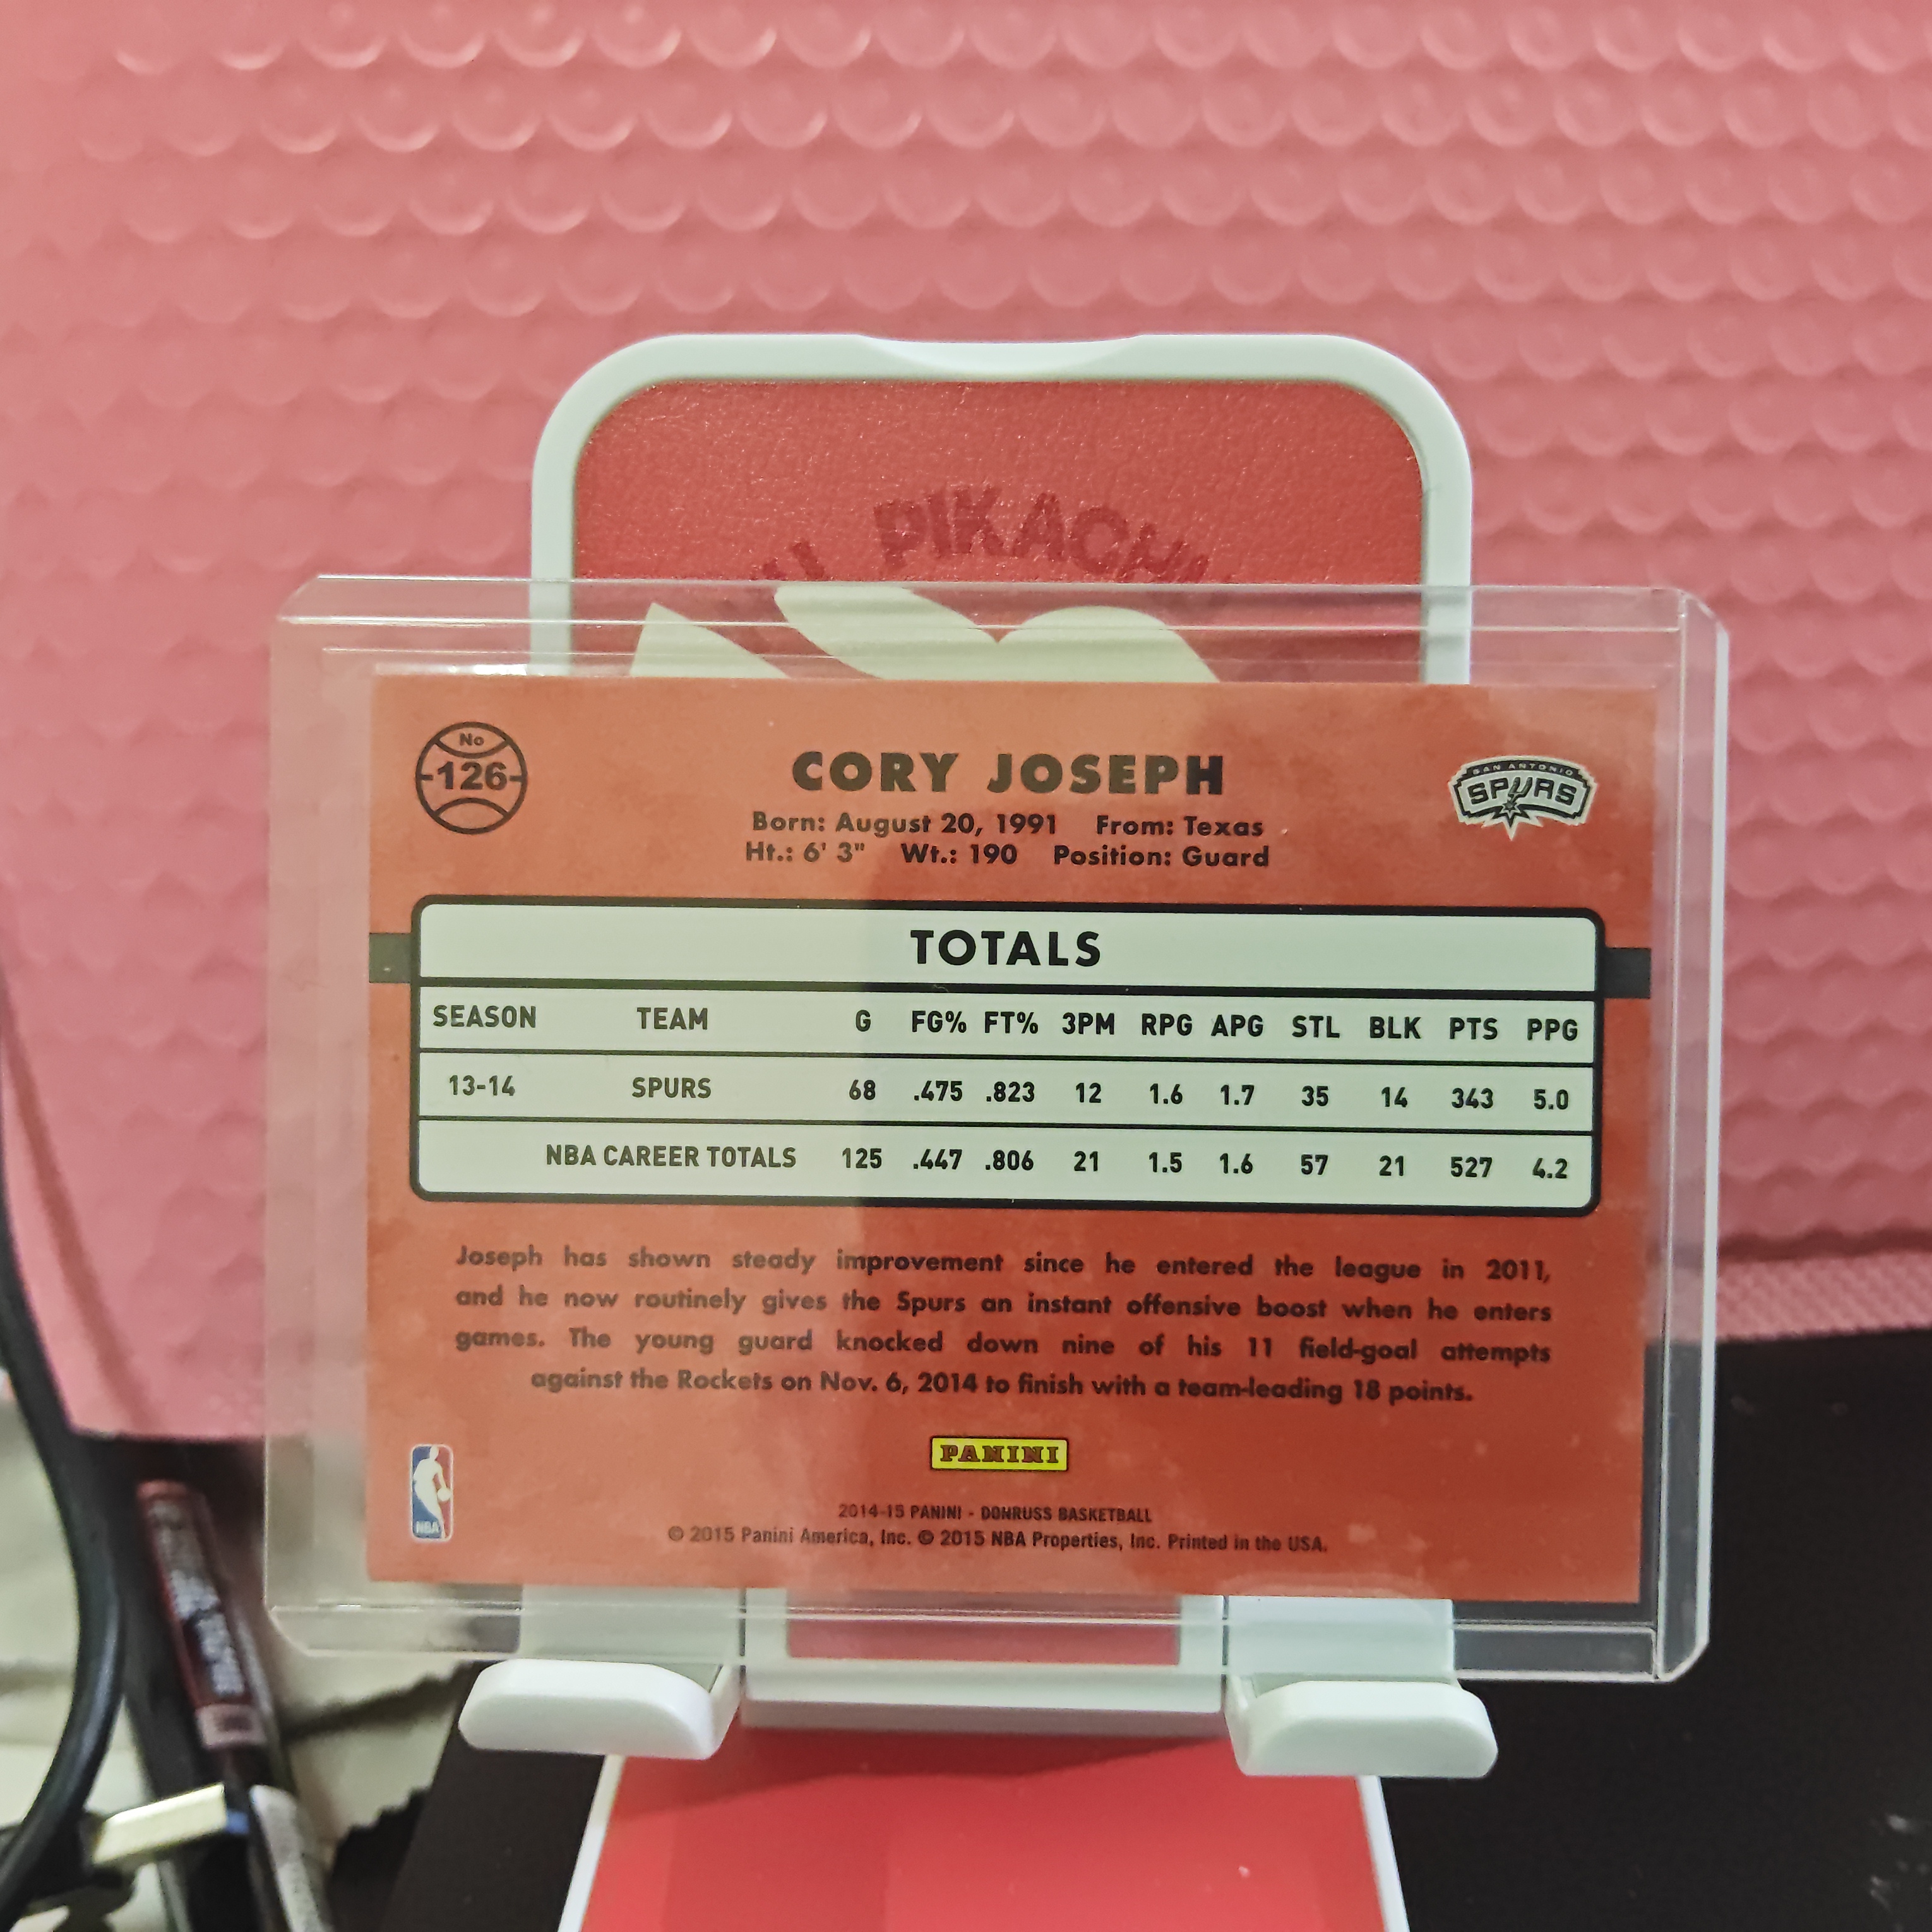 PIKACHU
No
126
CORY JOSEPH
SAN ANTONIO
SPURS
Born: August 20, 1991 From: Texas
Ht.: 6' 3" Wt.: 190 Position: Guard
TOTALS
SEASON TEAM G FG% FT% 3PM RPG APG STL BLK PTS PPG
13-14 SPURS 68 .475 .823 12 1.6 1.7 35 14 343 5.0
NBA CAREER TOTALS 125 .447 .806 21 1.5 1.6 57 21 527 4.2
Joseph has shown steady improvement since he entered the league in 2011,
and he now routinely gives the Spurs an instant offensive boost when he enters
games. The young guard knocked down nine of his 11 field-goal attempts
against the Rockets on Nov. 6, 2014 to finish with a team-leading 18 points.
PANINI
NBA
2014-15 PANINI - DONRUSS BASKETBALL
© 2015 Panini America, Inc. © 2015 NBA Properties, Inc. Printed in the USA.